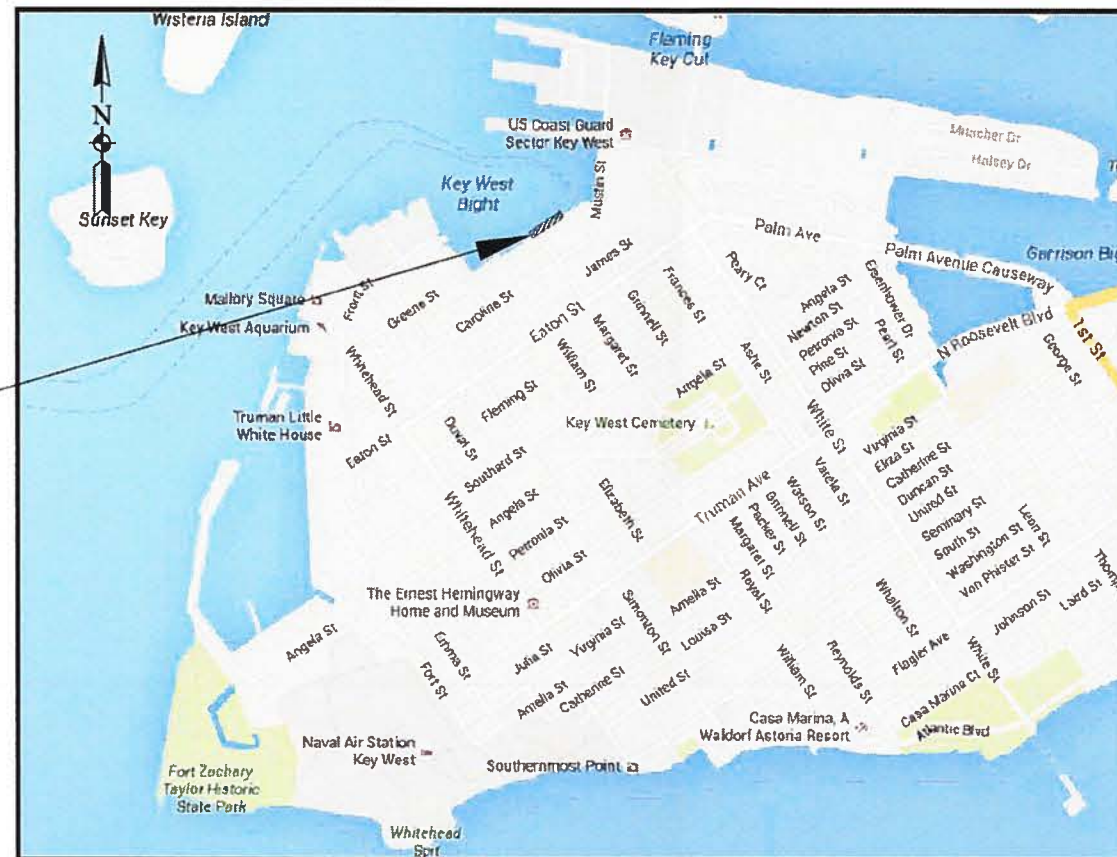 Wisteria Island
Fleming
Key Cut
N
US Coast Guard
Sector Key West
Mustin St
Mitscher Dr
Halsey Dr
Key West
Bight
Sunset Key
Palm Ave
Palm Avenue Causeway
Garrison Big
James St
Peary Ct
Mallory Square
Front St
Greene St
Caroline St
Eaton St
Grinnell St
Frances St
Angela St
Eisenhower Dr
Key West Aquarium
Margaret St
Newton St
Petronia St
Pearl St
N Roosevelt Blvd
1st St
George St
Whitehead St
William St
Ashe St
Pine St
Olivia St
Fleming St
Angela St
Truman Little
White House
Duval St
Key West Cemetery
White St
Virginia St
Eaton St
Southard St
Eliza St
Catherine St
Duncan St
United St
Seminary St
South St
Washington St
Von Phister St
Leon St
Whitehead St
Angela St
Elizabeth St
Truman Ave
Varela St
Watson St
Grinnell St
Packer St
Margaret St
Petronia St
Olivia St
Royal St
The Ernest Hemingway
Home and Museum
Simonton St
Amelia St
Louisa St
Whalton St
Johnson St
Laird St
Thomp
Angela St
Emma St
Fort St
Julia St
Virginia St
William St
Reynolds St
Flagler Ave
White St
Amelia St
Catherine St
United St
Casa Marina Ct
Atlantic Blvd
Casa Marina, A
Waldorf Astoria Resort
Naval Air Station
Key West
Southernmost Point
Fort Zachary
Taylor Historic
State Park
Whitehead
Spit